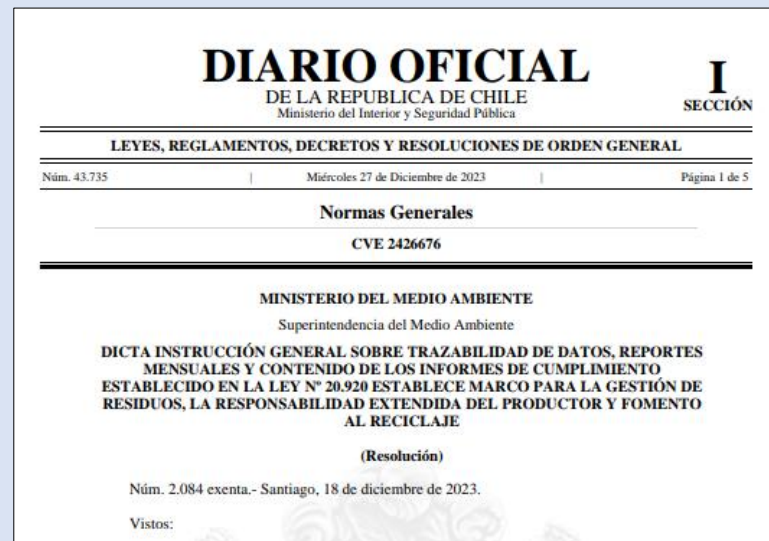 DIARIO OFICIAL
DE LA REPUBLICA DE CHILE
Ministerio del Interior y Seguridad Pública
I
SECCIÓN
LEYES, REGLAMENTOS, DECRETOS Y RESOLUCIONES DE ORDEN GENERAL
Núm. 43.735 | Miércoles 27 de Diciembre de 2023 | Página 1 de 5
Normas Generales
CVE 2426676
MINISTERIO DEL MEDIO AMBIENTE
Superintendencia del Medio Ambiente
DICTA INSTRUCCIÓN GENERAL SOBRE TRAZABILIDAD DE DATOS, REPORTES
MENSUALES Y CONTENIDO DE LOS INFORMES DE CUMPLIMIENTO
ESTABLECIDO EN LA LEY Nº 20.920 ESTABLECE MARCO PARA LA GESTIÓN DE
RESIDUOS, LA RESPONSABILIDAD EXTENDIDA DEL PRODUCTOR Y FOMENTO
AL RECICLAJE
(Resolución)
Núm. 2.084 exenta.- Santiago, 18 de diciembre de 2023.
Vistos: